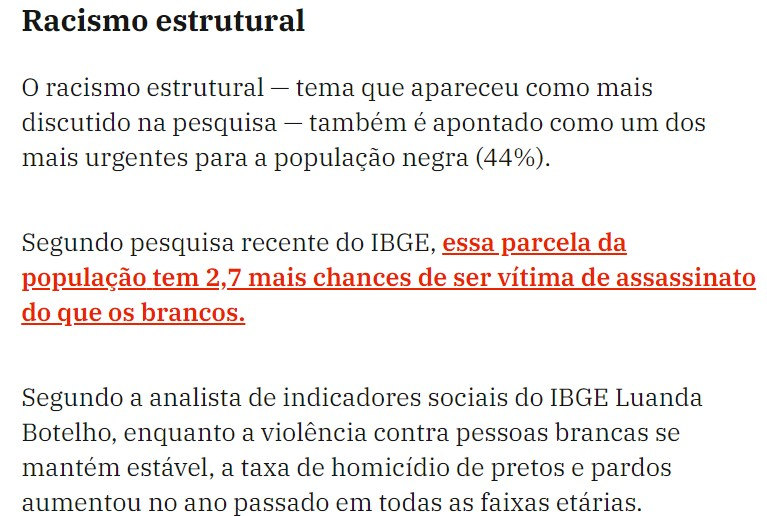 Racismo estrutural
O racismo estrutural — tema que apareceu como mais
discutido na pesquisa — também é apontado como um dos
mais urgentes para a população negra (44%).
Segundo pesquisa recente do IBGE, essa parcela da
população tem 2,7 mais chances de ser vítima de assassinato
do que os brancos.
Segundo a analista de indicadores sociais do IBGE Luanda
Botelho, enquanto a violência contra pessoas brancas se
mantém estável, a taxa de homicídio de pretos e pardos
aumentou no ano passado em todas as faixas etárias.